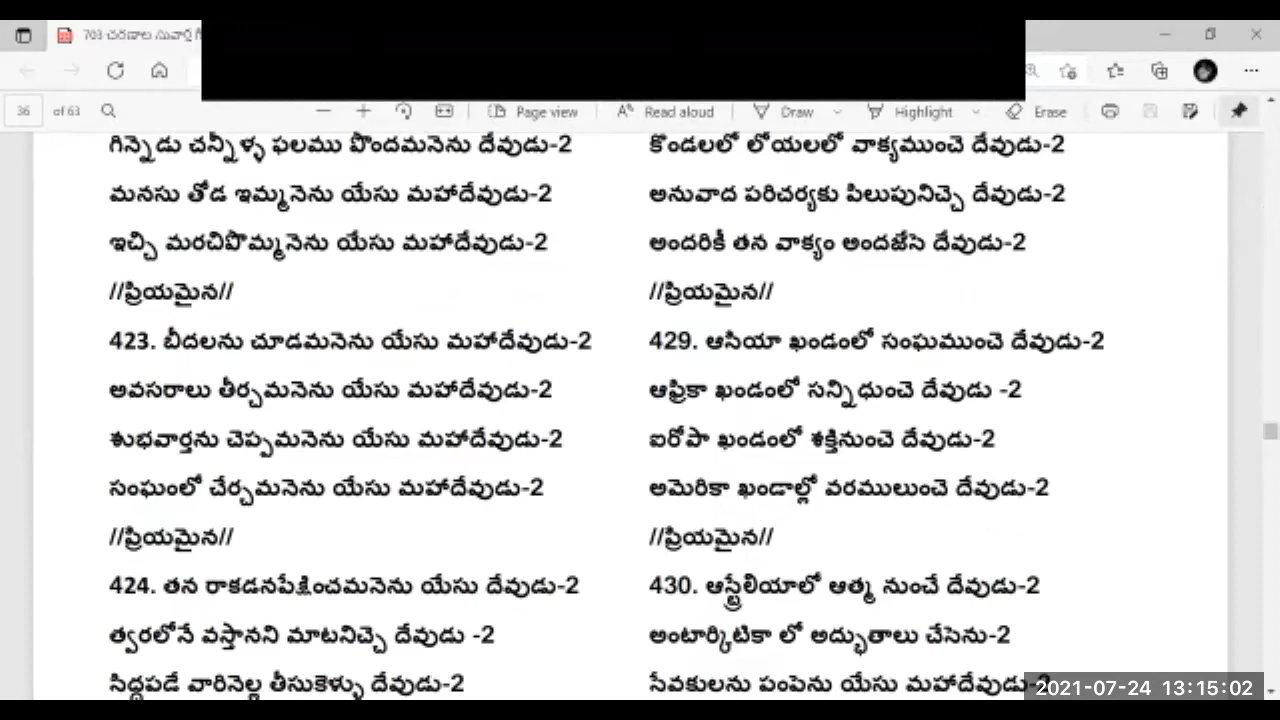 703 చరణాల సువార్త గీ
36 of 63
Page view
Read aloud
Draw
Highlight
Erase
గిన్నెడు చన్నీళ్ళ ఫలము పొందమనెను దేవుడు-2
మనసు తోడ ఇమ్మనెను యేసు మహాదేవుడు-2
ఇచ్చి మరచిపొమ్మనెను యేసు మహాదేవుడు-2
//ప్రియమైన//
423. బీదలను చూడమనెను యేసు మహాదేవుడు-2
అవసరాలు తీర్చమనెను యేసు మహాదేవుడు-2
శుభవార్తను చెప్పమనెను యేసు మహాదేవుడు-2
సంఘంలో చేర్చమనెను యేసు మహాదేవుడు-2
//ప్రియమైన//
424. తన రాకడనపేక్షించమనెను యేసు దేవుడు-2
త్వరలోనే వస్తానని మాటనిచ్చె దేవుడు -2
సిద్ధపడే వారినెల్ల తీసుకెళ్ళు దేవుడు-2
కొండలలో లోయలలో వాక్యముంచె దేవుడు-2
అనువాద పరిచర్యకు పిలుపునిచ్చె దేవుడు-2
అందరికీ తన వాక్యం అందజేసె దేవుడు-2
//ప్రియమైన//
429. ఆసియా ఖండంలో సంఘముంచె దేవుడు-2
ఆఫ్రికా ఖండంలో సన్నిధుంచె దేవుడు -2
ఐరోపా ఖండంలో శక్తినుంచె దేవుడు-2
అమెరికా ఖండాల్లో వరములుంచె దేవుడు-2
//ప్రియమైన//
430. ఆస్ట్రేలియాలో ఆత్మ నుంచే దేవుడు-2
అంటార్కిటికా లో అద్భుతాలు చేసెను-2
సేవకులను పంపెను యేసు మహాదేవుడు-2
2021-07-24 13:15:02